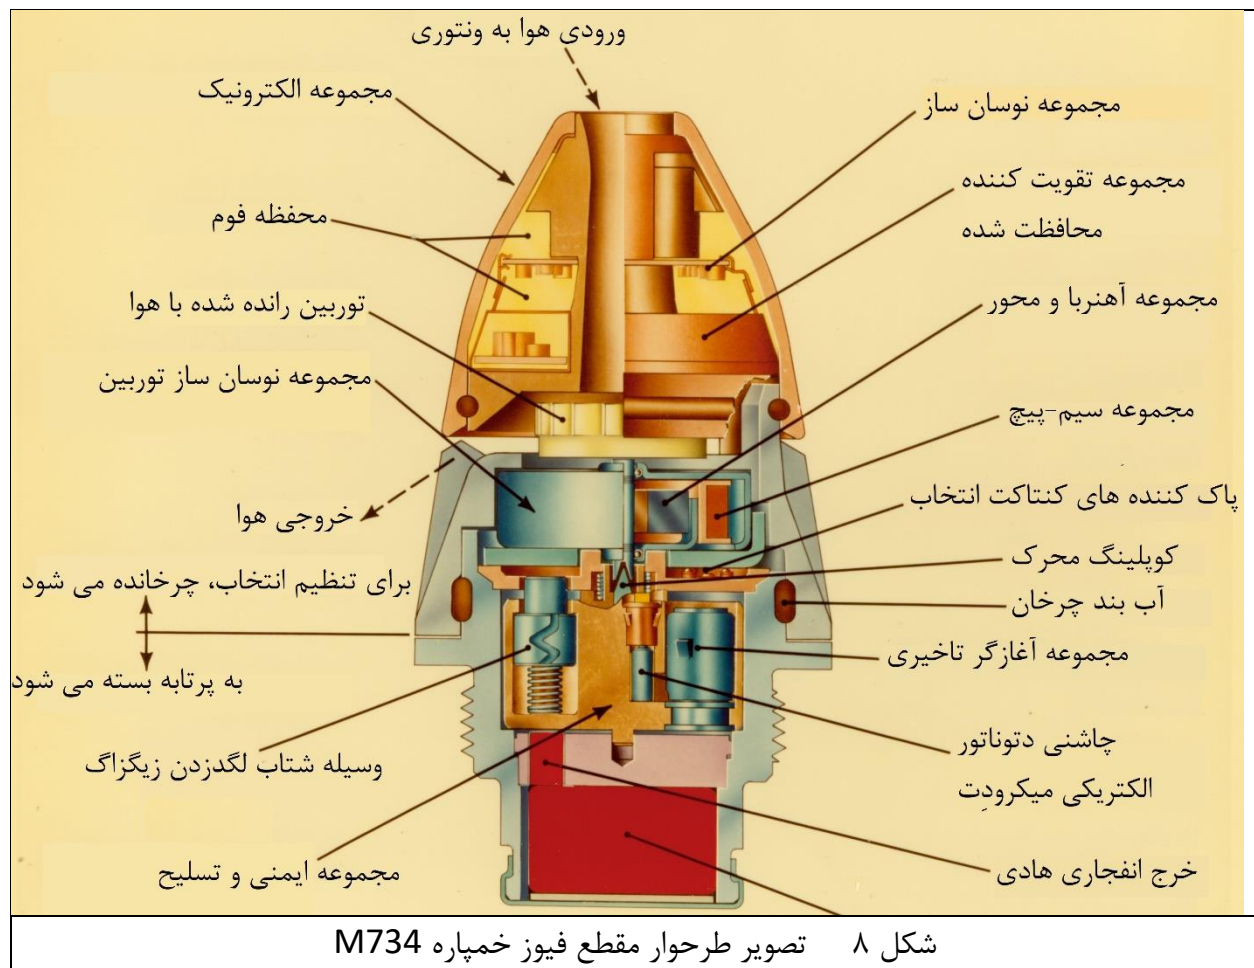 ورودی هوا به ونتوری
مجموعه الکترونیک
مجموعه نوسان ساز
مجموعه تقویت کننده
محافظت شده
محفظه فوم
توربین رانده شده با هوا
مجموعه آهنربا و محور
مجموعه نوسان ساز توربین
مجموعه سیم-پیچ
پاک کننده های کنتاکت انتخاب
خروجی هوا
کوپلینگ محرک
برای تنظیم انتخاب، چرخانده می شود
آب بند چرخان
مجموعه آغازگر تاخیری
به پرتابه بسته می شود
چاشنی دتوناتور
الکتریکی میکرودِت
وسیله شتاب لگدزدن زیگزاگ
مجموعه ایمنی و تسلیح
خرج انفجاری هادی
شکل ۸ تصویر طرحوار مقطع فیوز خمپاره M734